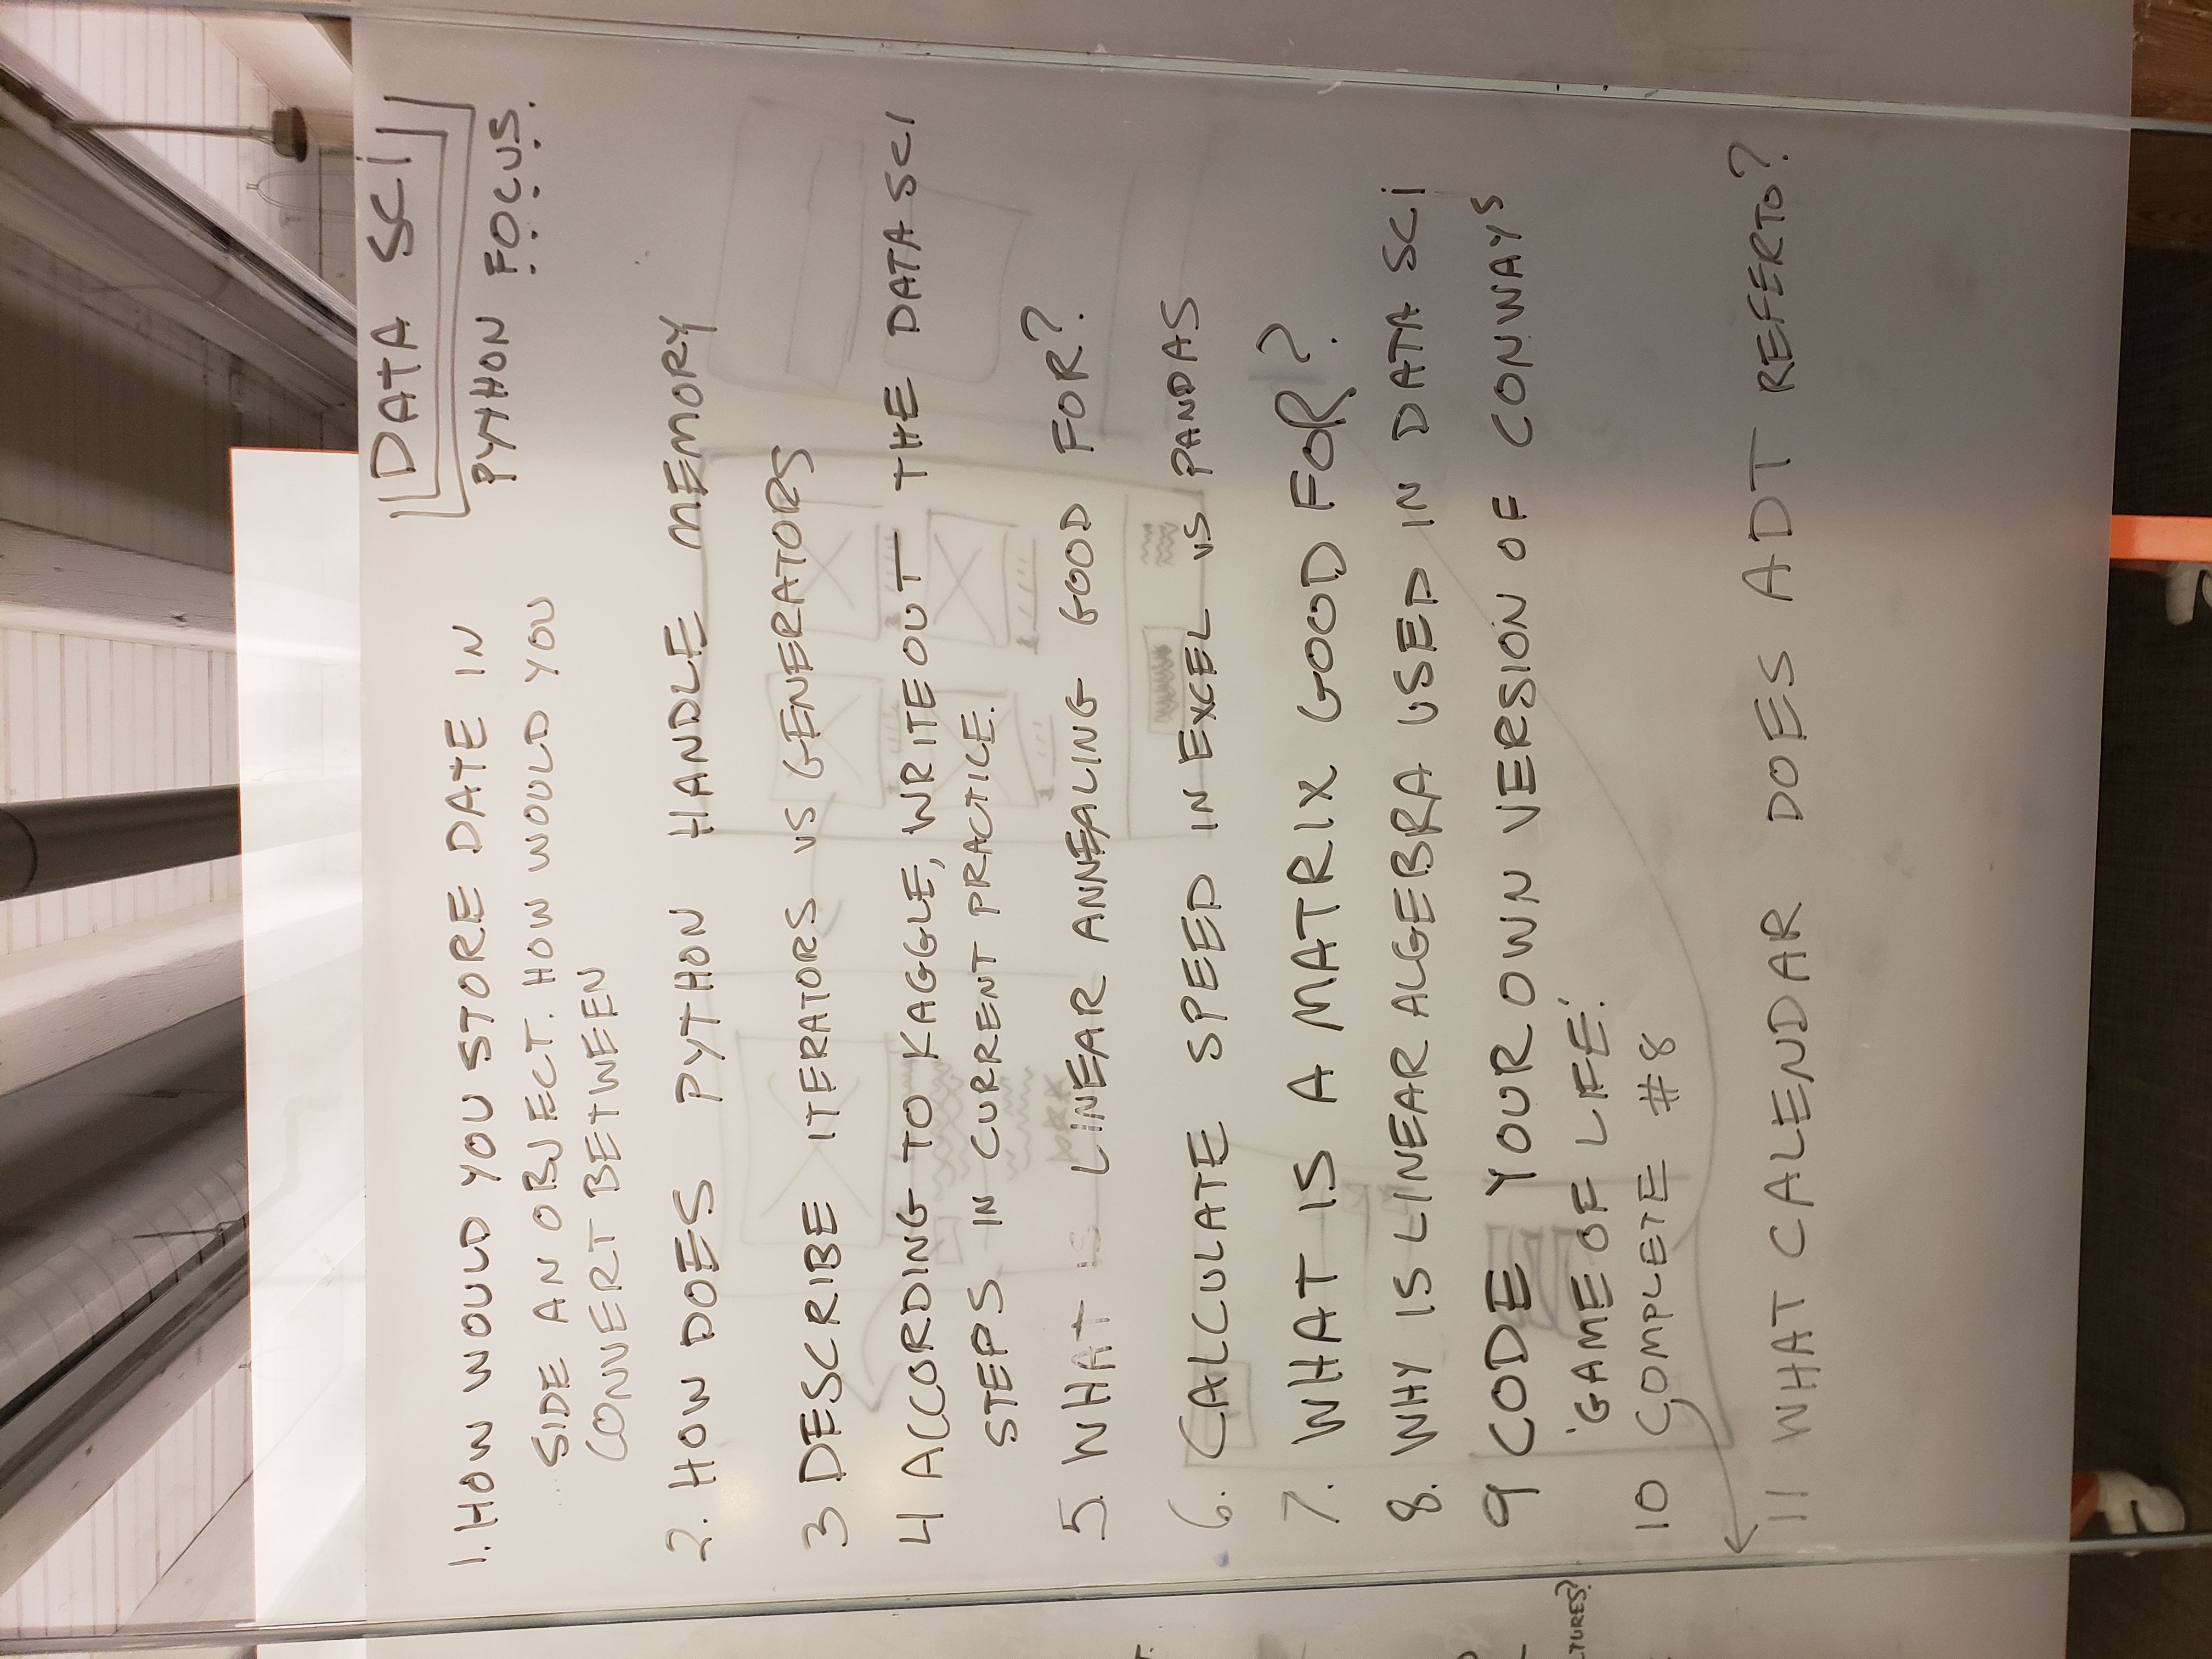 DATA SCI
PYTHON FOCUS.
1. HOW WOULD YOU STORE DATE IN
SIDE AN OBJECT. HOW WOULD YOU
CONVERT BETWEEN
2. HOW DOES PYTHON HANDLE MEMORY
3 DESCRIBE ITERATORS VS GENERATORS
4 ACCORDING TO KAGGLE, WRITE OUT THE DATA SCI
STEPS IN CURRENT PRACTICE.
5. WHAT IS LINEAR ANNEALING GOOD FOR?
6. CALCULATE SPEED IN EXCEL VS PANDAS
7. WHAT IS A MATRIX GOOD FOR?
8. WHY IS LINEAR ALGEBRA USED IN DATA SCI
9 CODE YOUR OWN VERSION OF CONWAYS
'GAME OF LIFE'.
10 COMPLETE #8
11 WHAT CALENDAR DOES ADT REFER TO?